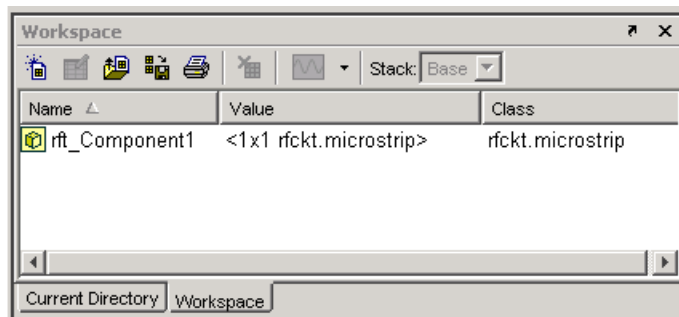 Workspace
Stack: Base
Name Value Class
rft_Component1 <1x1 rfckt.microstrip> rfckt.microstrip
Current Directory Workspace